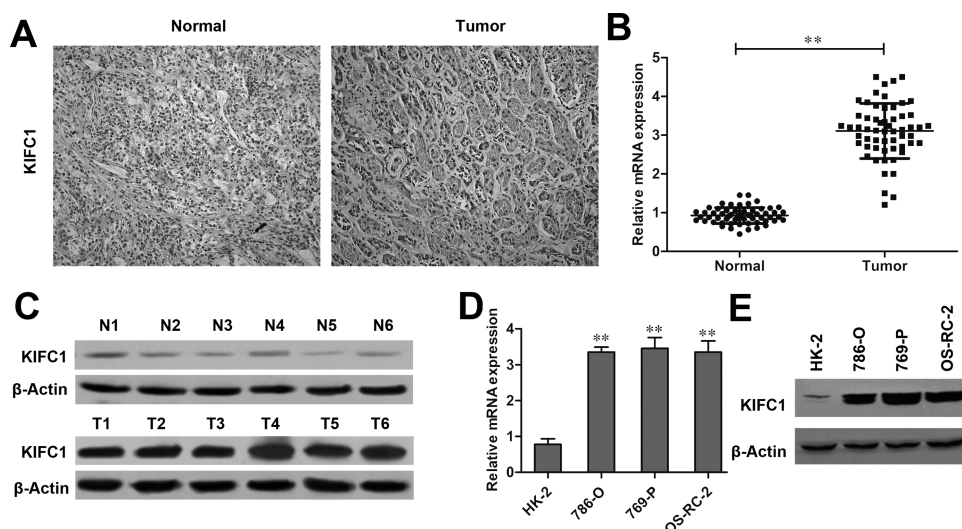 A
Normal
Tumor
KIFC1
B
**
Relative mRNA expression
5
4
3
2
1
0
Normal
Tumor
C
N1 N2 N3 N4 N5 N6
KIFC1
β-Actin
T1 T2 T3 T4 T5 T6
KIFC1
β-Actin
D
Relative mRNA expression
4
3
2
1
0
** ** **
HK-2
786-O
769-P
OS-RC-2
E
HK-2
786-O
769-P
OS-RC-2
KIFC1
β-Actin